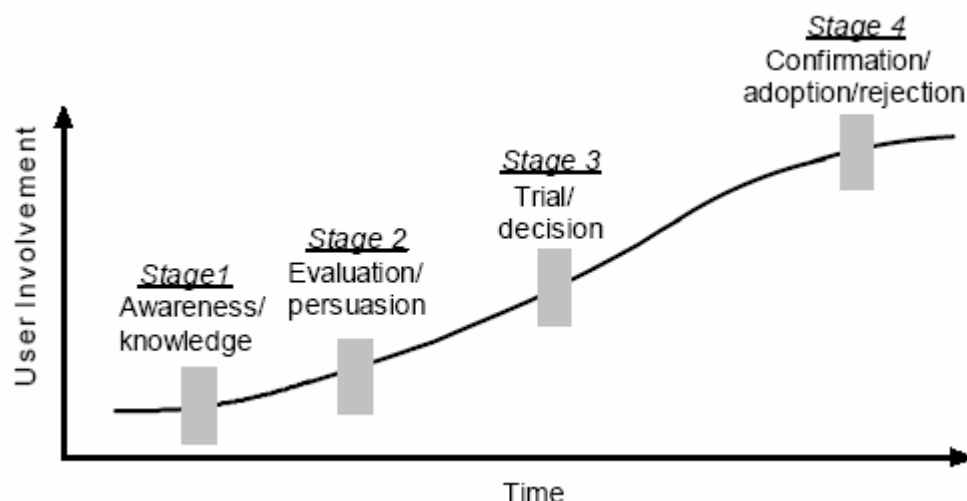 Stage 4
Confirmation/
adoption/rejection
Stage 3
Trial/
decision
Stage 2
Evaluation/
persuasion
Stage1
Awareness/
knowledge
User Involvement
Time